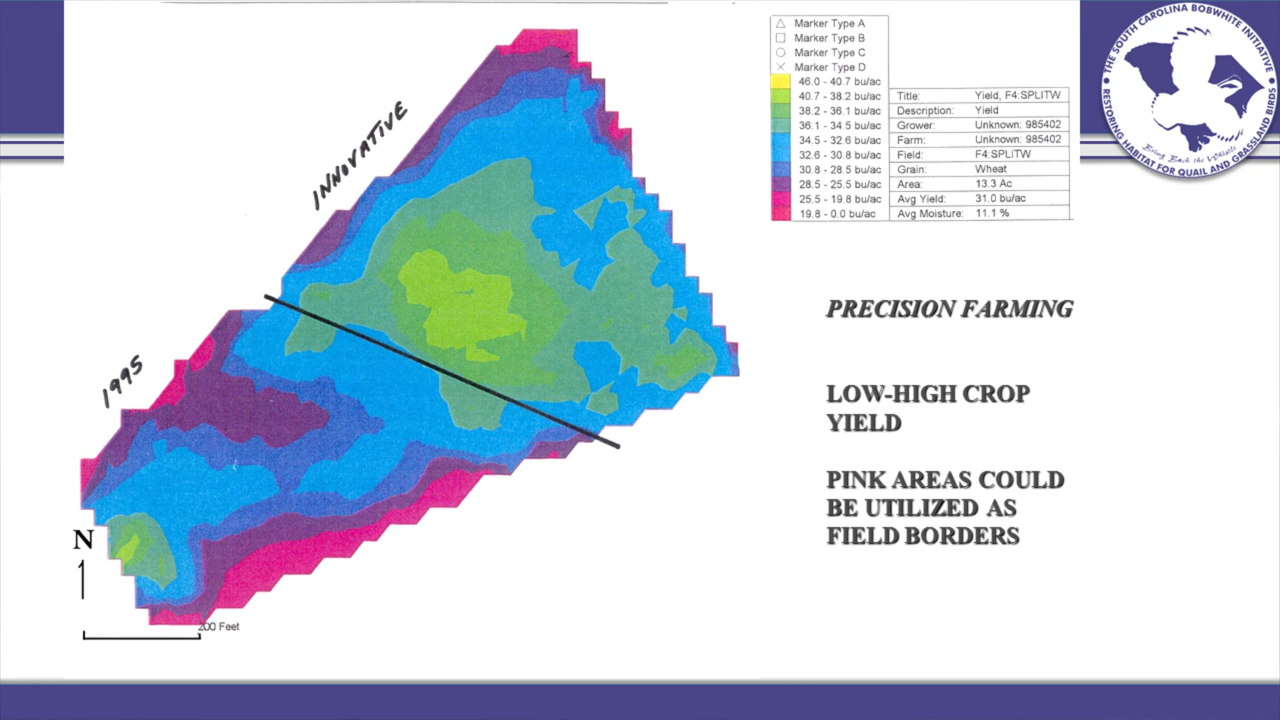 Marker Type A
Marker Type B
Marker Type C
Marker Type D
46.0 - 40.7 bu/ac
40.7 - 38.2 bu/ac
38.2 - 36.1 bu/ac
36.1 - 34.5 bu/ac
34.5 - 32.6 bu/ac
32.6 - 30.8 bu/ac
30.8 - 28.5 bu/ac
28.5 - 25.5 bu/ac
25.5 - 19.8 bu/ac
19.8 - 0.0 bu/ac
Title: Yield, F4:SPLITW
Description: Yield
Grower: Unknown: 985402
Farm: Unknown: 985402
Field: F4:SPLITW
Grain: Wheat
Area: 13.3 Ac
Avg Yield: 31.0 bu/ac
Avg Moisture: 11.1 %
THE SOUTH CAROLINA BOBWHITE INITIATIVE
Bring Back the Whistle
RESTORING HABITAT FOR QUAIL AND GRASSLAND BIRDS
INNOVATIVE
1995
PRECISION FARMING
LOW-HIGH CROP
YIELD
PINK AREAS COULD
BE UTILIZED AS
FIELD BORDERS
N
200 Feet